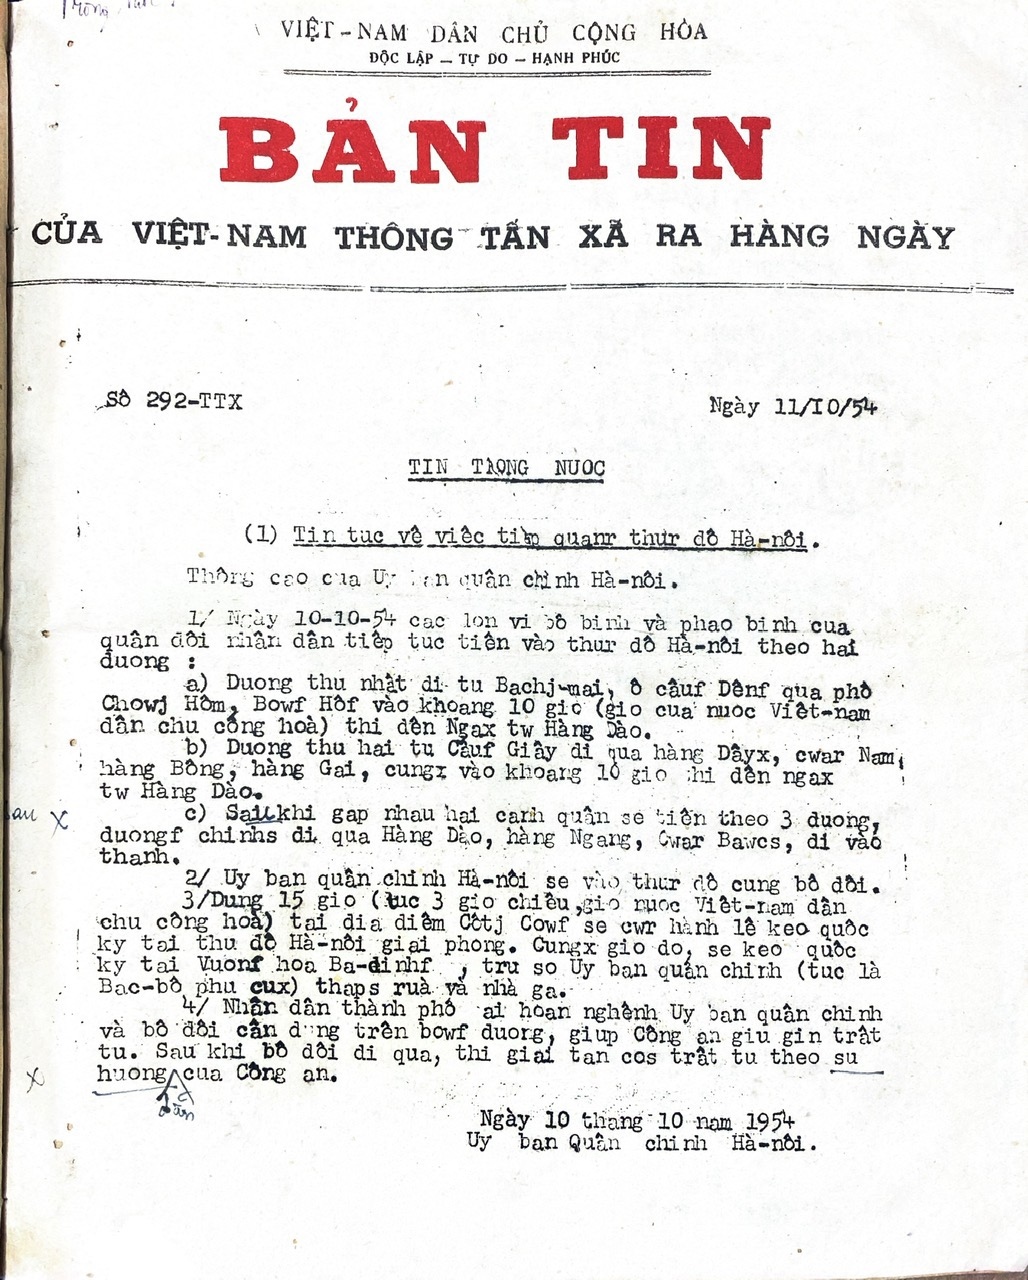 VIỆT-NAM DÂN CHỦ CỘNG HÒA
ĐỘC LẬP – TỰ DO – HẠNH PHÚC
BẢN TIN
CỦA VIỆT-NAM THÔNG TẤN XÃ RA HÀNG NGÀY
Số 292-TTX Ngày 11/I0/54
TIN TRONG NUOC
(1) Tin tuc vê viêc tiêp quanr thur dô Hà-nôi.
Thông cao cua Uy ban quân chinh Hà-nôi.
1/ Ngày 10-10-54 cac lon vi bô binh và phao binh cua
quân dôi nhân dân tiêp tuc tiên vào thur dô Hà-nôi theo hai
duong :
a) Duong thu nhât di tu Bachj-mai, ô câuf Dênf qua phô
Chowj Hôm, Bowf Hôf vào khoang 10 gio (gio cua nuoc Viêt-nam
dân chu công hoà) thi dên Ngax tw Hàng Dào.
b) Duong thu hai tu Câuf Giây di qua hàng Dâyx, cwar Nam,
hàng Bông, hàng Gai, cungx vào khoang 10 gio thi dên ngax
tw Hàng Dào.
au x c) Sau khi gap nhau hai canh quân se tiên theo 3 duong,
duongf chinhs di qua Hàng Dào, hàng Ngang, Cwar Bawcs, di vào
thanh.
2/ Uy ban quân chinh Hà-nôi se vào thur dô cung bô dôi.
3/Dung 15 gio (tuc 3 gio chiêu,gio nuoc Viêt-nam dân
chu công hoà) tai dia diêm Côtj Cowf se cwr hành lê keo quôc
ky tai thu dô Hà-nôi giai phong. Cungx gio do, se keo quôc
ky tai Vuonf hoa Ba-dinhf , tru so Uy ban quân chinh (tuc là
Bac-bô phu cux) thaps ruà và nhà ga.
4/ Nhân dân thành phô ai hoan nghênh Uy ban quân chinh
và bô dôi cân dung trên bowf duong, giup Công an giu gin trât
tu. Sau khi bô dôi di qua, thi giai tan cos trât tu theo su
x huong cua Công an.
dân
Ngày 10 thang 10 nam 1954
Uy ban Quân chinh Hà-nôi.